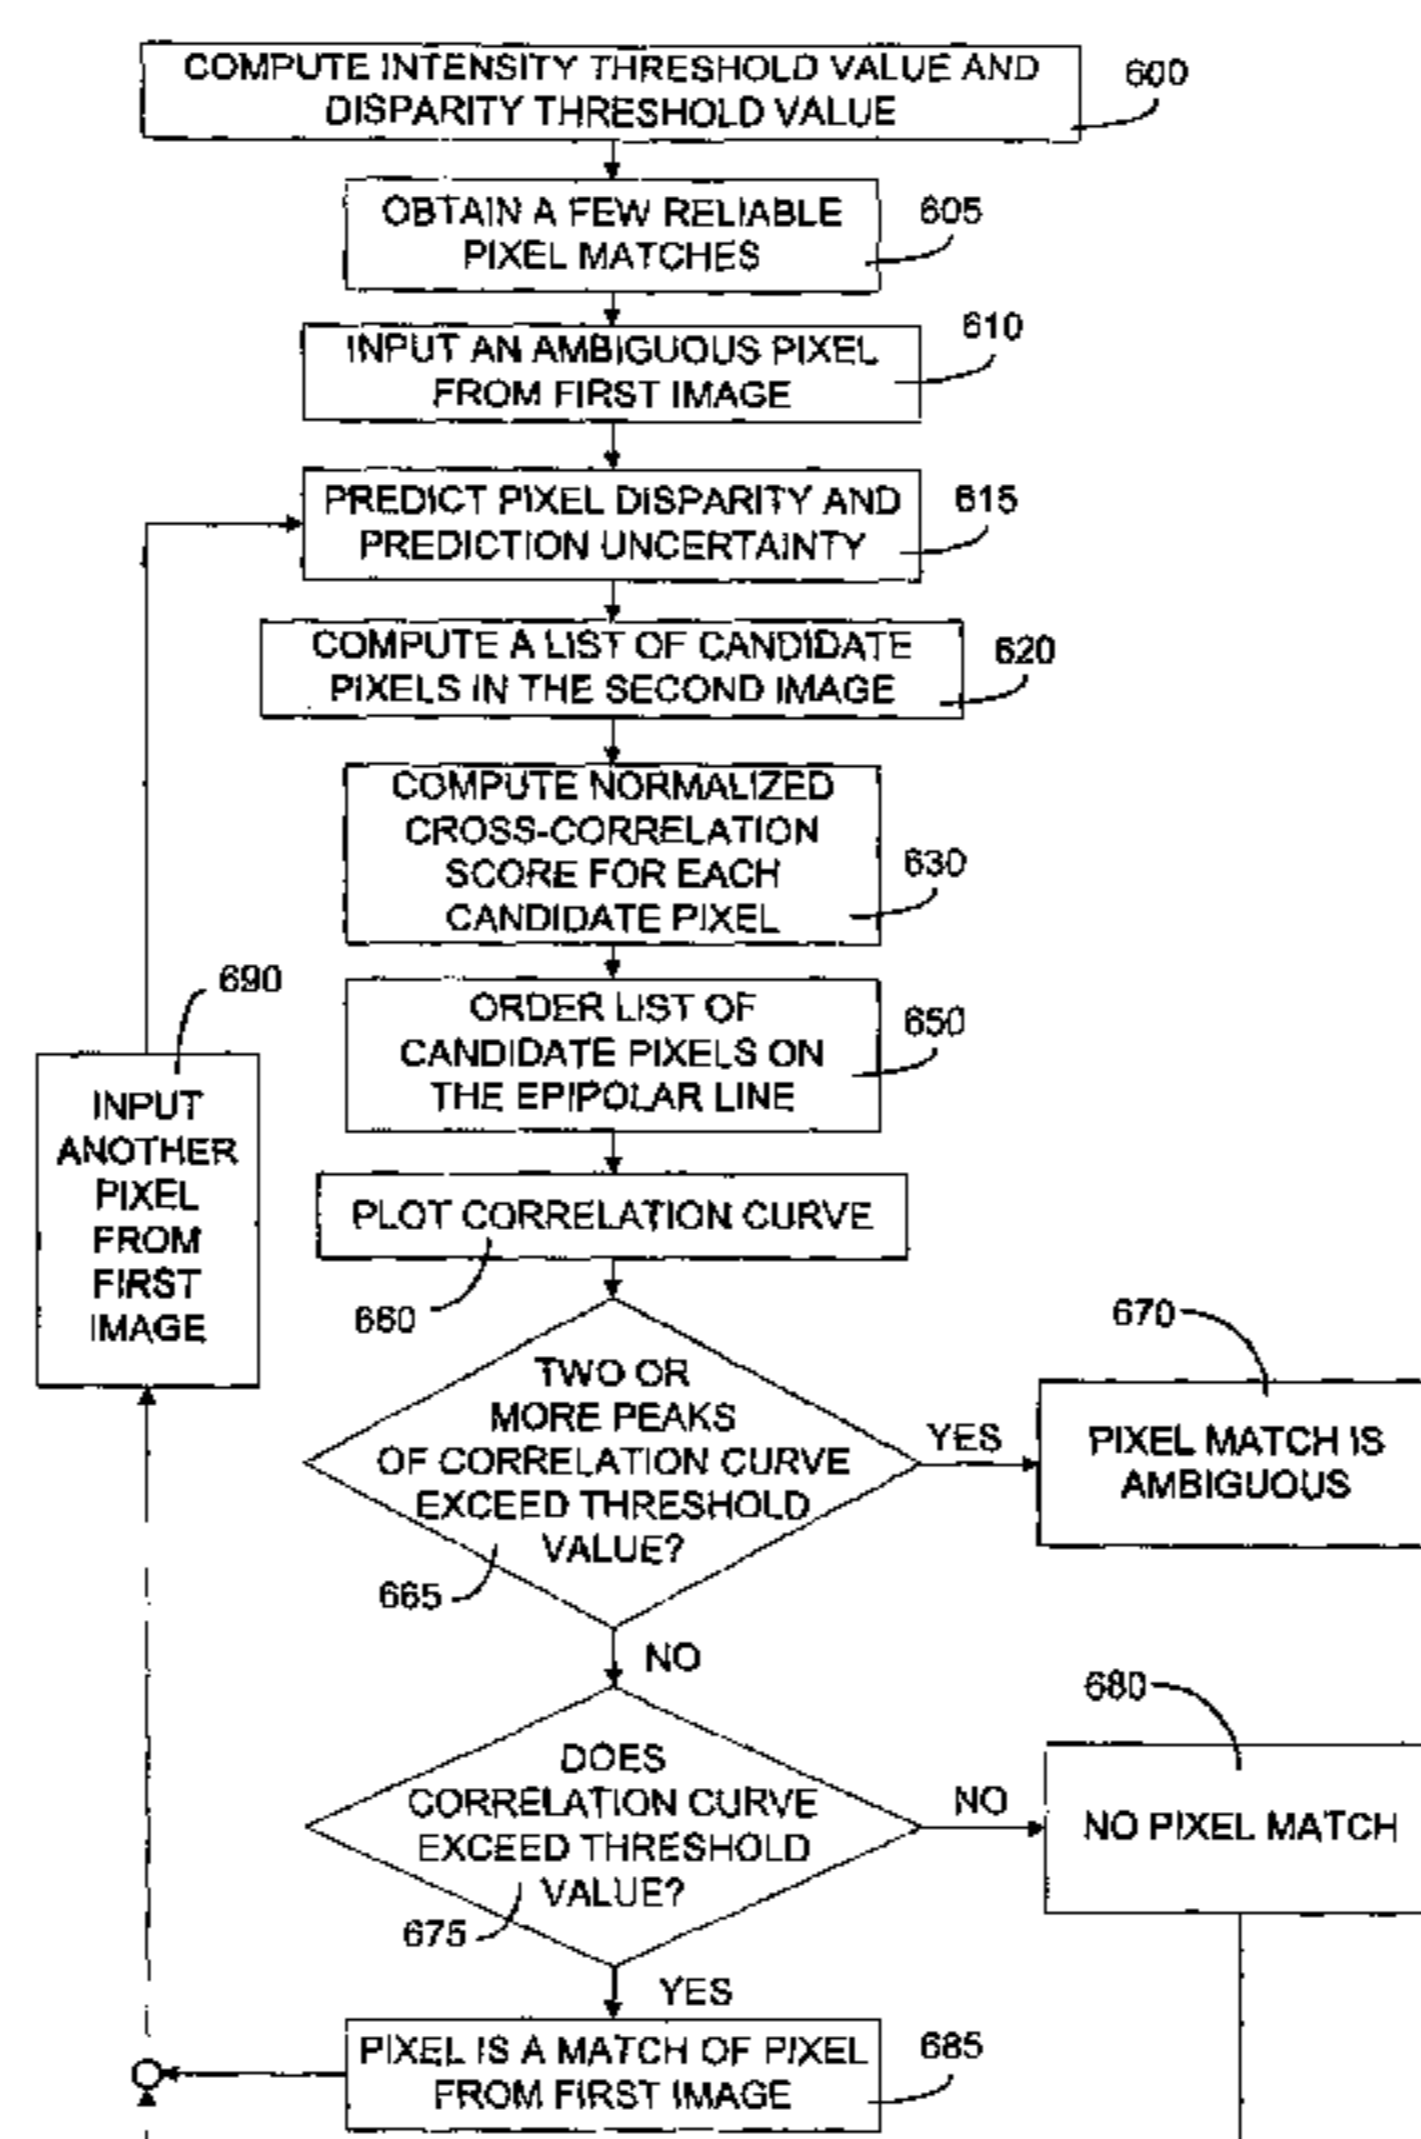 COMPUTE INTENSITY THRESHOLD VALUE AND
DISPARITY THRESHOLD VALUE
600
OBTAIN A FEW RELIABLE
PIXEL MATCHES
605
INPUT AN AMBIGUOUS PIXEL
FROM FIRST IMAGE
610
PREDICT PIXEL DISPARITY AND
PREDICTION UNCERTAINTY
615
COMPUTE A LIST OF CANDIDATE
PIXELS IN THE SECOND IMAGE
620
COMPUTE NORMALIZED
CROSS-CORRELATION
SCORE FOR EACH
CANDIDATE PIXEL
630
ORDER LIST OF
CANDIDATE PIXELS ON
THE EPIPOLAR LINE
650
690
INPUT
ANOTHER
PIXEL
FROM
FIRST
IMAGE
PLOT CORRELATION CURVE
660
TWO OR
MORE PEAKS
OF CORRELATION CURVE
EXCEED THRESHOLD
VALUE?
665
YES
670
PIXEL MATCH IS
AMBIGUOUS
NO
DOES
CORRELATION CURVE
EXCEED THRESHOLD
VALUE?
675
NO
680
NO PIXEL MATCH
YES
PIXEL IS A MATCH OF PIXEL
FROM FIRST IMAGE
685